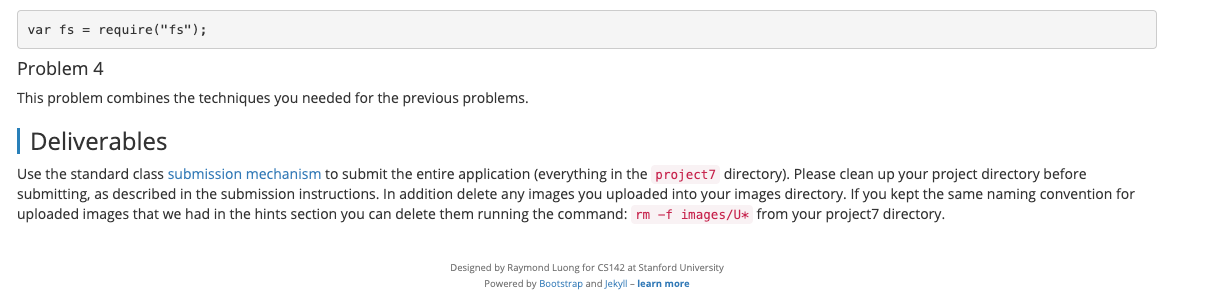 var fs = require("fs");
Problem 4
This problem combines the techniques you needed for the previous problems.
Deliverables
Use the standard class submission mechanism to submit the entire application (everything in the project7 directory). Please clean up your project directory before
submitting, as described in the submission instructions. In addition delete any images you uploaded into your images directory. If you kept the same naming convention for
uploaded images that we had in the hints section you can delete them running the command: rm -f images/U* from your project7 directory.
Designed by Raymond Luong for CS142 at Stanford University
Powered by Bootstrap and Jekyll – learn more